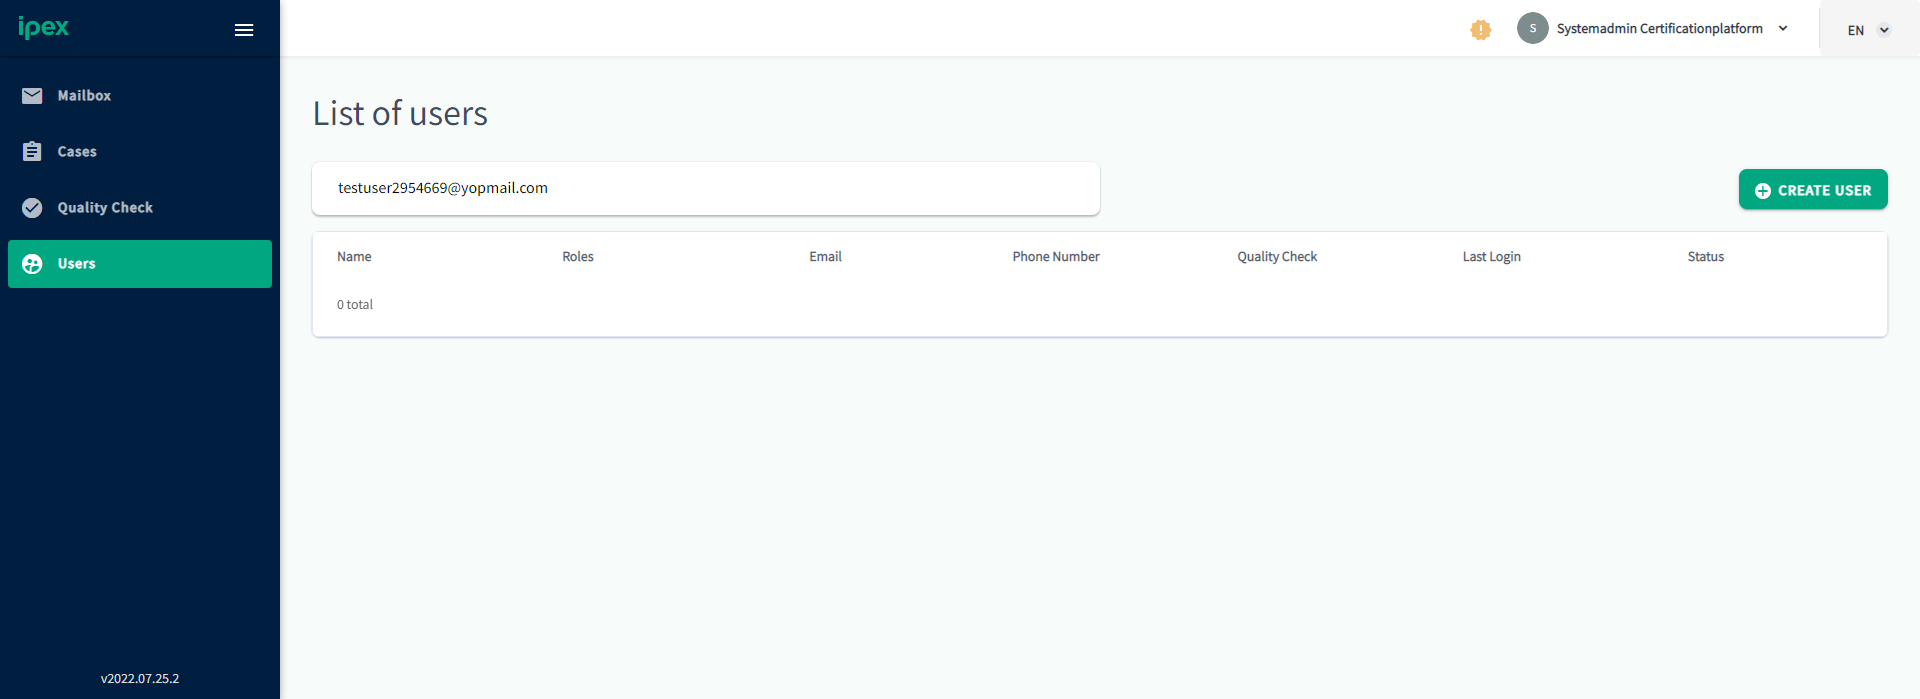 ipex
S Systemadmin Certificationplatform
EN
Mailbox
Cases
Quality Check
Users
v2022.07.25.2
List of users
testuser2954669@yopmail.com
CREATE USER
Name Roles Email Phone Number Quality Check Last Login Status
0 total